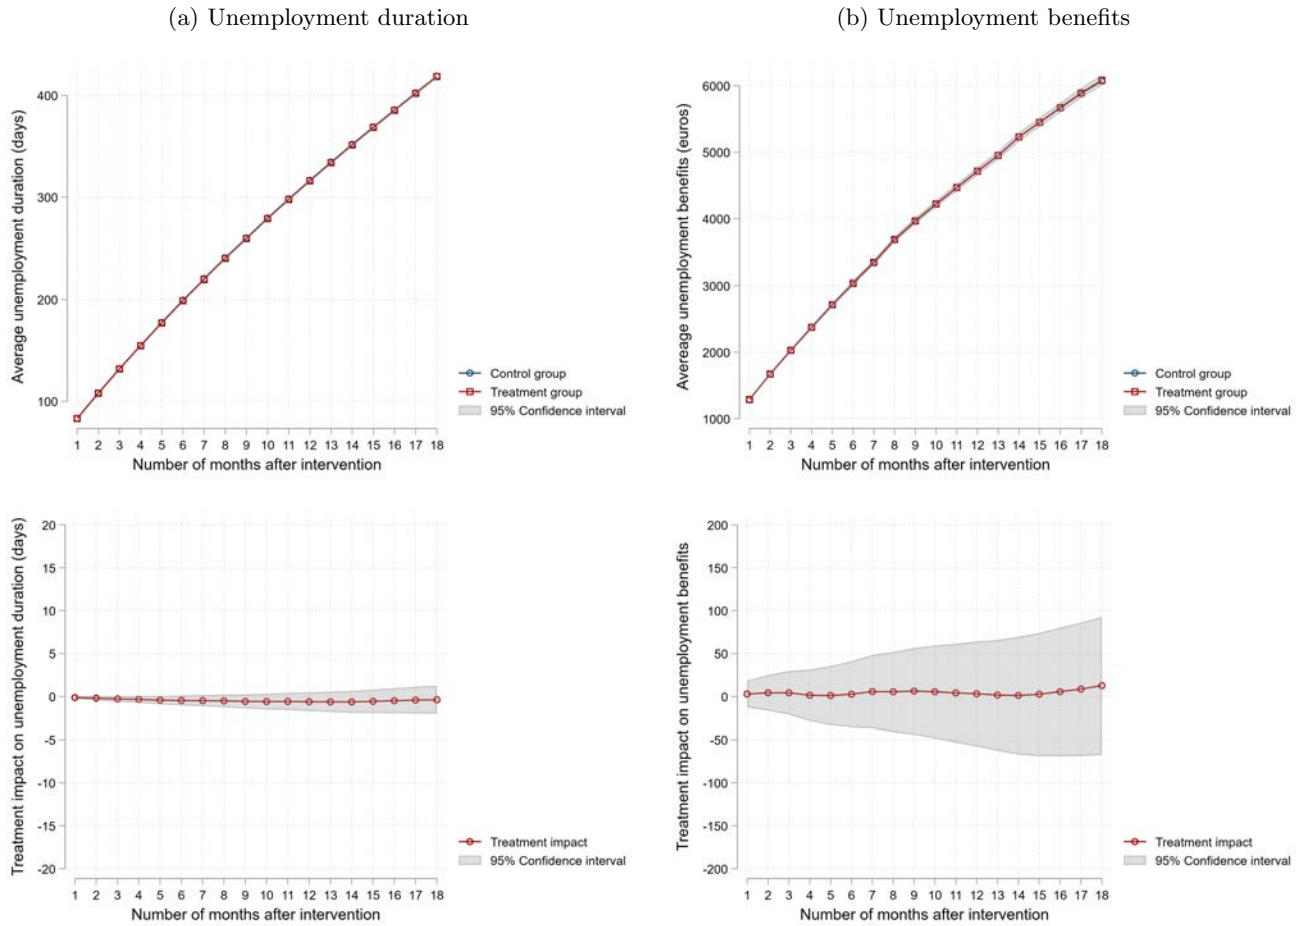 (a) Unemployment duration
(b) Unemployment benefits
Average unemployment duration (days)
400
300
200
100
1 2 3 4 5 6 7 8 9 10 11 12 13 14 15 16 17 18
Number of months after intervention
Control group
Treatment group
95% Confidence interval
Avereage unemployment benefits (euros)
6000
5000
4000
3000
2000
1000
1 2 3 4 5 6 7 8 9 10 11 12 13 14 15 16 17 18
Number of months after intervention
Control group
Treatment group
95% Confidence interval
Treatment impact on unemployment duration (days)
20
15
10
5
0
-5
-10
-15
-20
1 2 3 4 5 6 7 8 9 10 11 12 13 14 15 16 17 18
Number of months after intervention
Treatment impact
95% Confidence interval
Treatment impact on unemployment benefits
200
150
100
50
0
-50
-100
-150
-200
1 2 3 4 5 6 7 8 9 10 11 12 13 14 15 16 17 18
Number of months after intervention
Treatment impact
95% Confidence interval